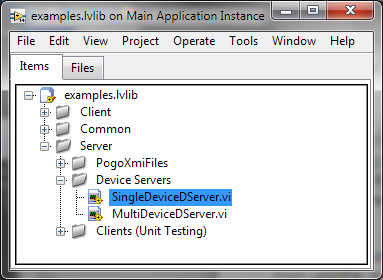 examples.lvlib on Main Application Instance
File Edit View Project Operate Tools Window Help
Items Files
examples.lvlib
Client
Common
Server
PogoXmiFiles
Device Servers
SingleDeviceDServer.vi
MultiDeviceDServer.vi
Clients (Unit Testing)